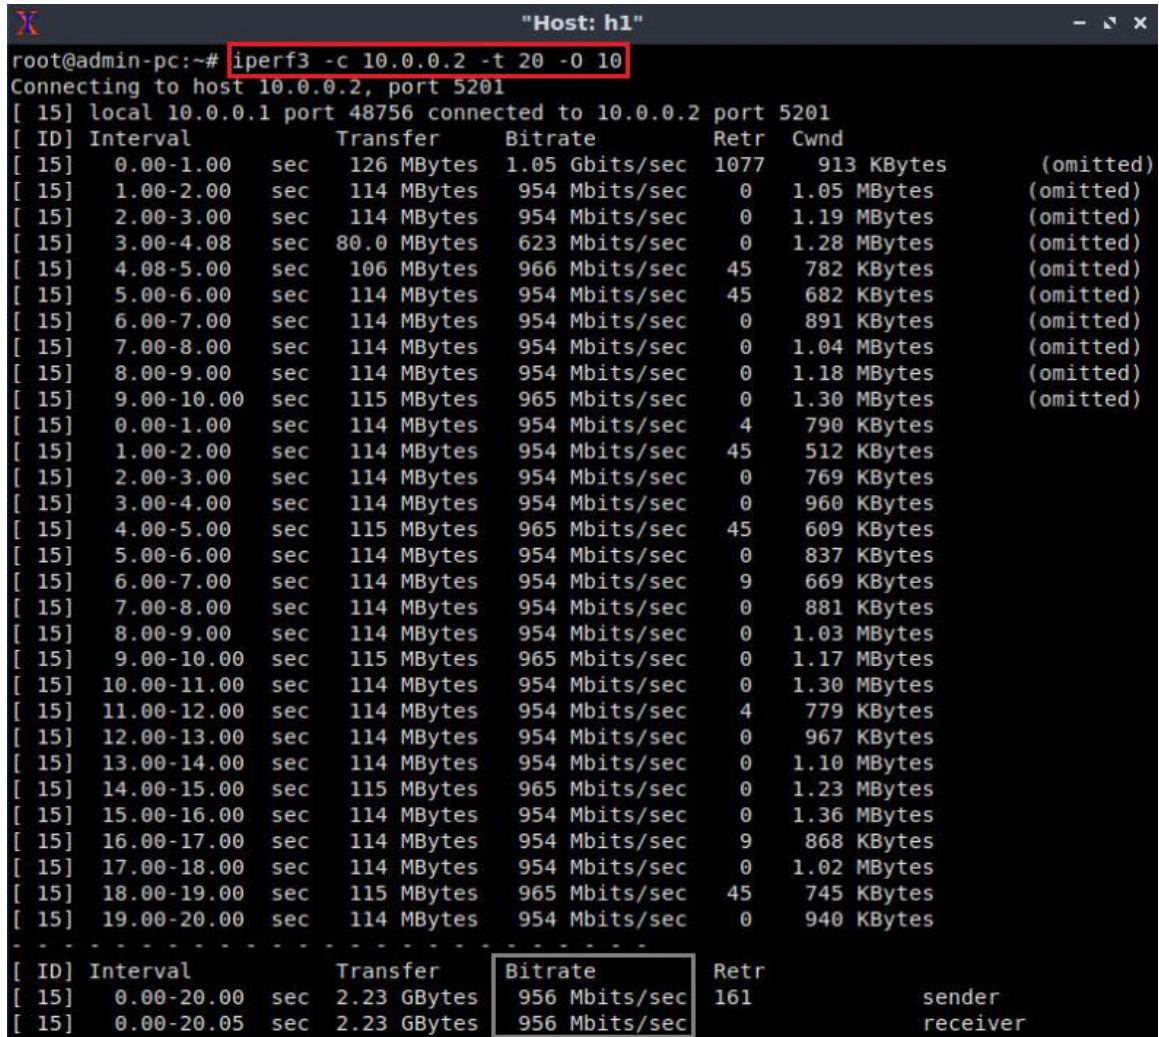 "Host: h1"
root@admin-pc:~# iperf3 -c 10.0.0.2 -t 20 -O 10
Connecting to host 10.0.0.2, port 5201
[ 15] local 10.0.0.1 port 48756 connected to 10.0.0.2 port 5201
[ ID] Interval Transfer Bitrate Retr Cwnd
[ 15] 0.00-1.00 sec 126 MBytes 1.05 Gbits/sec 1077 913 KBytes (omitted)
[ 15] 1.00-2.00 sec 114 MBytes 954 Mbits/sec 0 1.05 MBytes (omitted)
[ 15] 2.00-3.00 sec 114 MBytes 954 Mbits/sec 0 1.19 MBytes (omitted)
[ 15] 3.00-4.08 sec 80.0 MBytes 623 Mbits/sec 0 1.28 MBytes (omitted)
[ 15] 4.08-5.00 sec 106 MBytes 966 Mbits/sec 45 782 KBytes (omitted)
[ 15] 5.00-6.00 sec 114 MBytes 954 Mbits/sec 45 682 KBytes (omitted)
[ 15] 6.00-7.00 sec 114 MBytes 954 Mbits/sec 0 891 KBytes (omitted)
[ 15] 7.00-8.00 sec 114 MBytes 954 Mbits/sec 0 1.04 MBytes (omitted)
[ 15] 8.00-9.00 sec 114 MBytes 954 Mbits/sec 0 1.18 MBytes (omitted)
[ 15] 9.00-10.00 sec 115 MBytes 965 Mbits/sec 0 1.30 MBytes (omitted)
[ 15] 0.00-1.00 sec 114 MBytes 954 Mbits/sec 4 790 KBytes
[ 15] 1.00-2.00 sec 114 MBytes 954 Mbits/sec 45 512 KBytes
[ 15] 2.00-3.00 sec 114 MBytes 954 Mbits/sec 0 769 KBytes
[ 15] 3.00-4.00 sec 114 MBytes 954 Mbits/sec 0 960 KBytes
[ 15] 4.00-5.00 sec 115 MBytes 965 Mbits/sec 45 609 KBytes
[ 15] 5.00-6.00 sec 114 MBytes 954 Mbits/sec 0 837 KBytes
[ 15] 6.00-7.00 sec 114 MBytes 954 Mbits/sec 9 669 KBytes
[ 15] 7.00-8.00 sec 114 MBytes 954 Mbits/sec 0 881 KBytes
[ 15] 8.00-9.00 sec 114 MBytes 954 Mbits/sec 0 1.03 MBytes
[ 15] 9.00-10.00 sec 115 MBytes 965 Mbits/sec 0 1.17 MBytes
[ 15] 10.00-11.00 sec 114 MBytes 954 Mbits/sec 0 1.30 MBytes
[ 15] 11.00-12.00 sec 114 MBytes 954 Mbits/sec 4 779 KBytes
[ 15] 12.00-13.00 sec 114 MBytes 954 Mbits/sec 0 967 KBytes
[ 15] 13.00-14.00 sec 114 MBytes 954 Mbits/sec 0 1.10 MBytes
[ 15] 14.00-15.00 sec 115 MBytes 965 Mbits/sec 0 1.23 MBytes
[ 15] 15.00-16.00 sec 114 MBytes 954 Mbits/sec 0 1.36 MBytes
[ 15] 16.00-17.00 sec 114 MBytes 954 Mbits/sec 9 868 KBytes
[ 15] 17.00-18.00 sec 114 MBytes 954 Mbits/sec 0 1.02 MBytes
[ 15] 18.00-19.00 sec 115 MBytes 965 Mbits/sec 45 745 KBytes
[ 15] 19.00-20.00 sec 114 MBytes 954 Mbits/sec 0 940 KBytes
- - - - - - - - - - - - - - - - - - - - - - - - -
[ ID] Interval Transfer Bitrate Retr
[ 15] 0.00-20.00 sec 2.23 GBytes 956 Mbits/sec 161 sender
[ 15] 0.00-20.05 sec 2.23 GBytes 956 Mbits/sec receiver